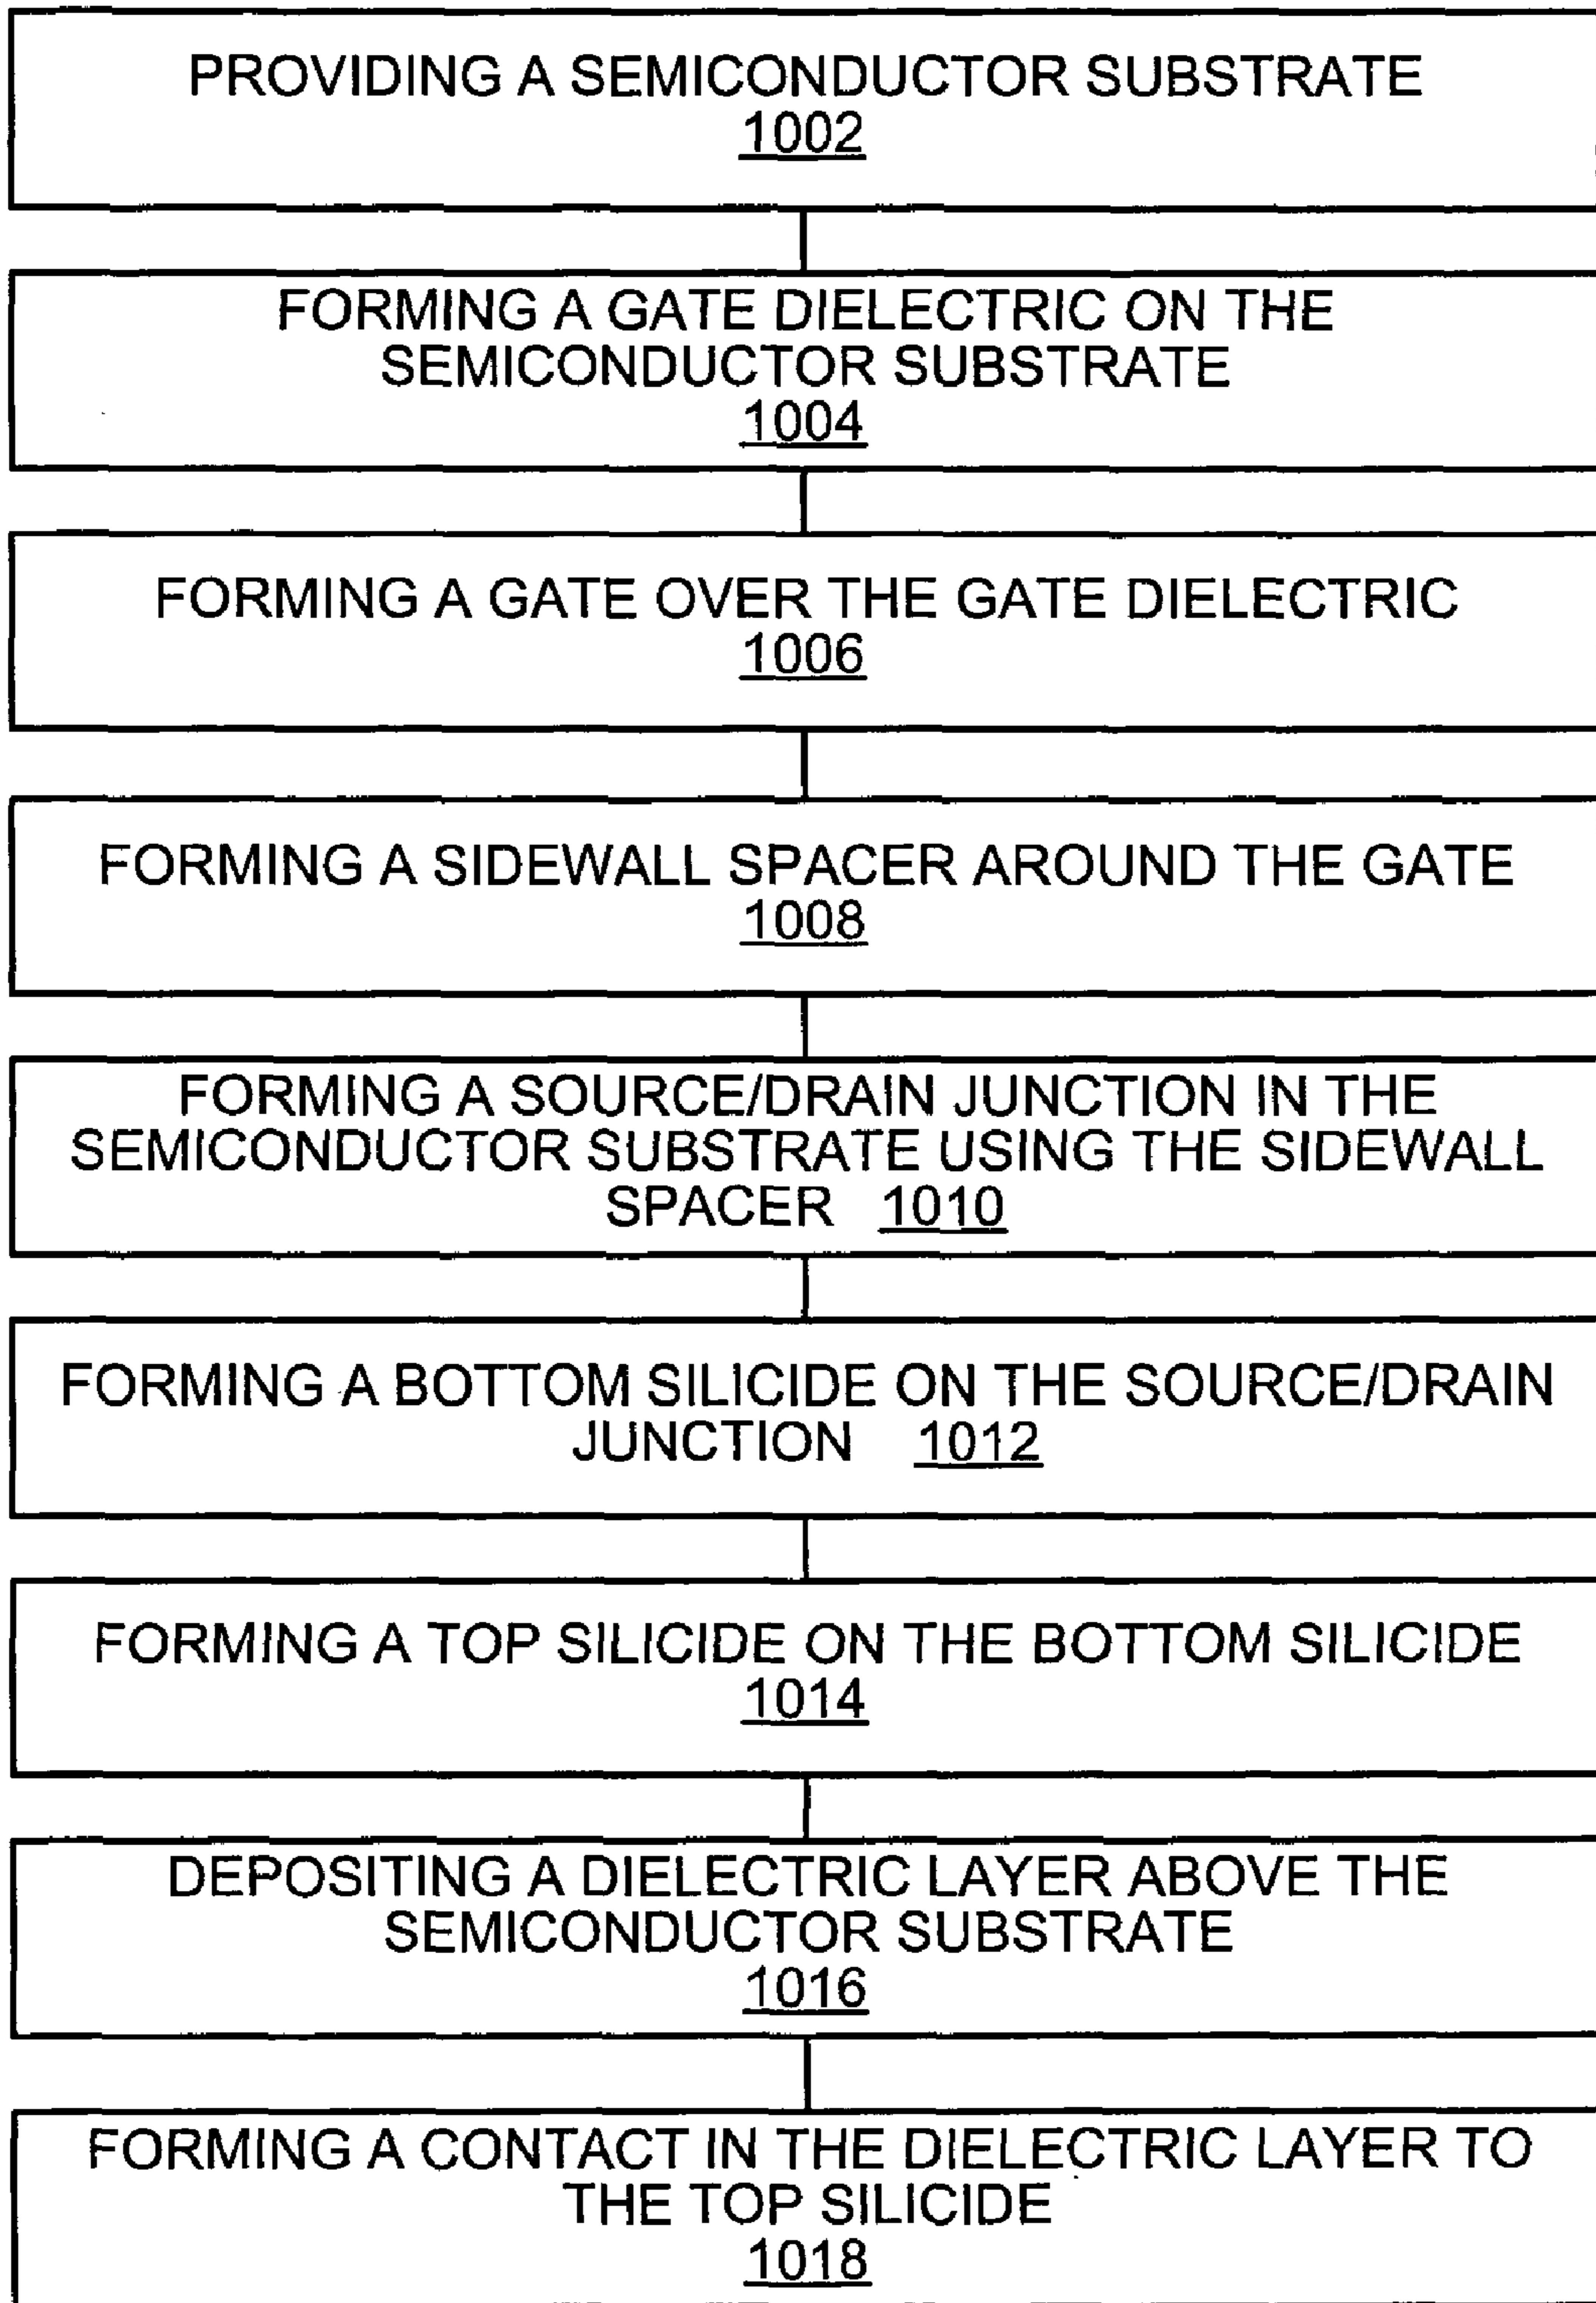 PROVIDING A SEMICONDUCTOR SUBSTRATE
1002
FORMING A GATE DIELECTRIC ON THE
SEMICONDUCTOR SUBSTRATE
1004
FORMING A GATE OVER THE GATE DIELECTRIC
1006
FORMING A SIDEWALL SPACER AROUND THE GATE
1008
FORMING A SOURCE/DRAIN JUNCTION IN THE
SEMICONDUCTOR SUBSTRATE USING THE SIDEWALL
SPACER 1010
FORMING A BOTTOM SILICIDE ON THE SOURCE/DRAIN
JUNCTION 1012
FORMING A TOP SILICIDE ON THE BOTTOM SILICIDE
1014
DEPOSITING A DIELECTRIC LAYER ABOVE THE
SEMICONDUCTOR SUBSTRATE
1016
FORMING A CONTACT IN THE DIELECTRIC LAYER TO
THE TOP SILICIDE
1018